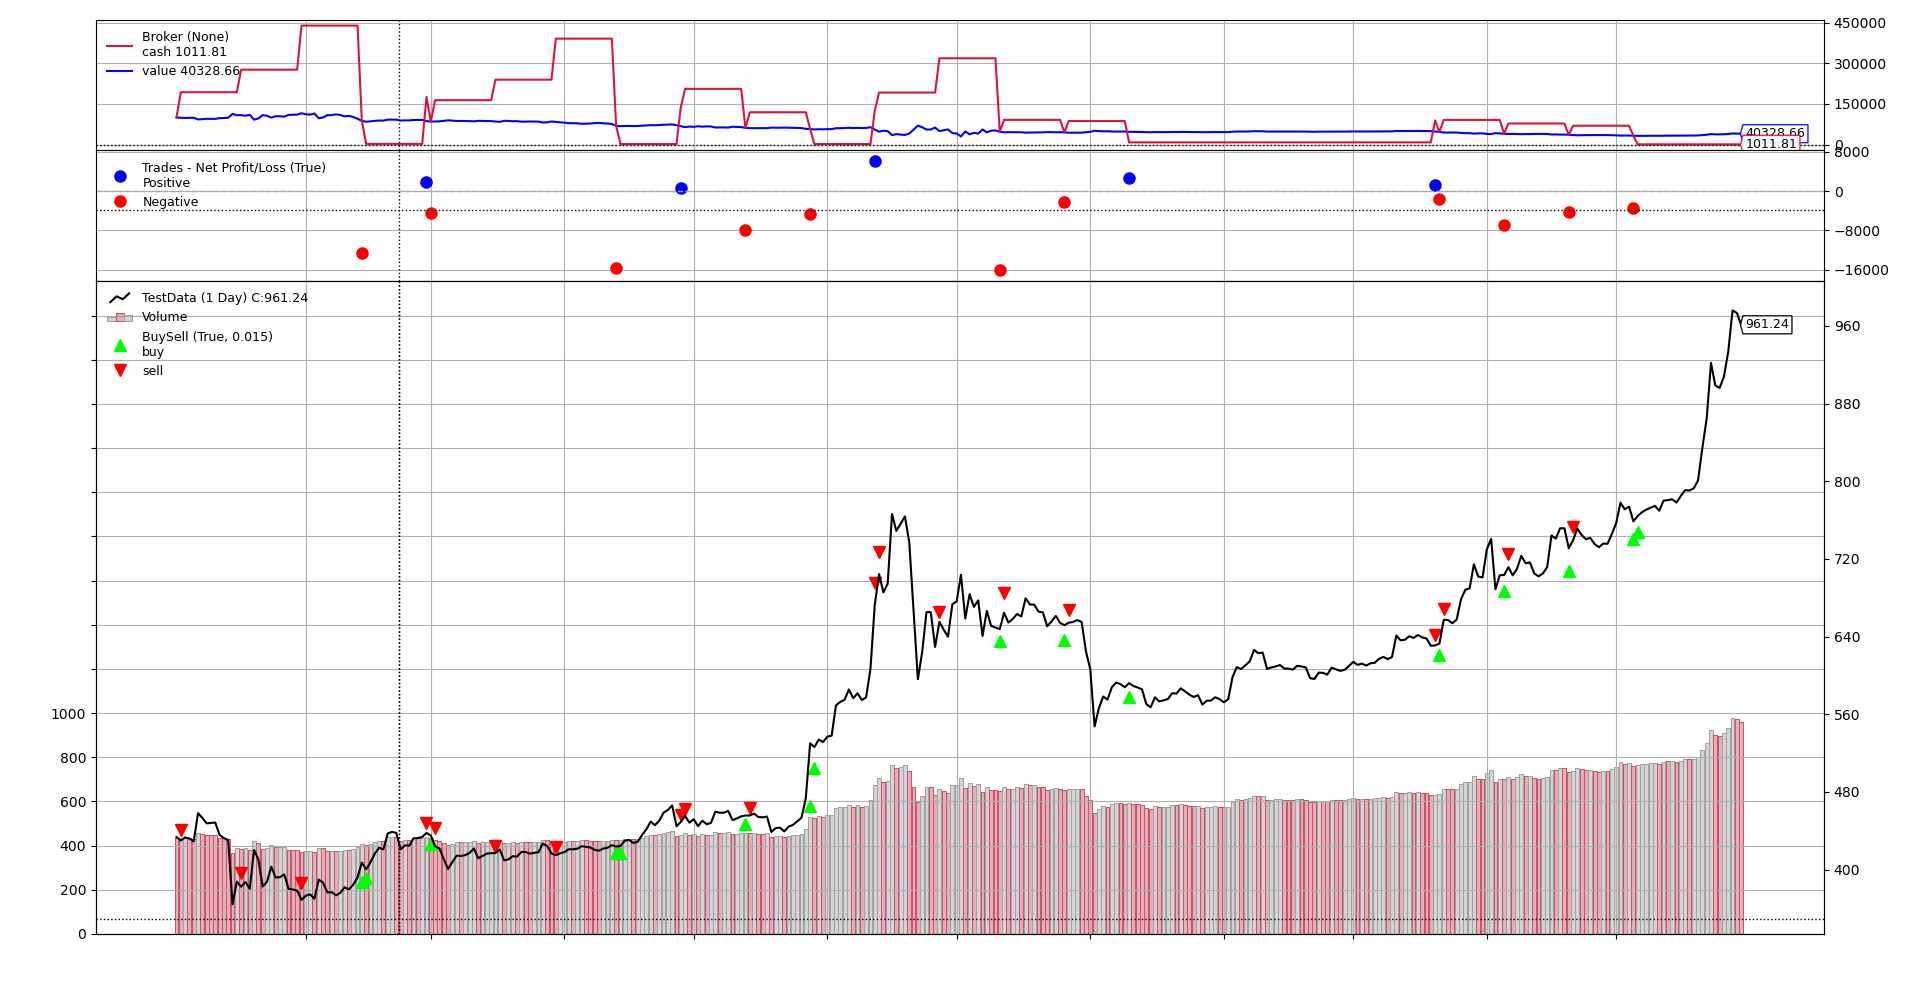 Broker (None)
cash 1011.81
value 40328.66
450000
300000
150000
0
40328.66
1011.81
Trades - Net Profit/Loss (True)
Positive
Negative
8000
0
−8000
−16000
TestData (1 Day) C:961.24
Volume
BuySell (True, 0.015)
buy
sell
961.24
960
880
800
720
640
560
480
400
1000
800
600
400
200
0